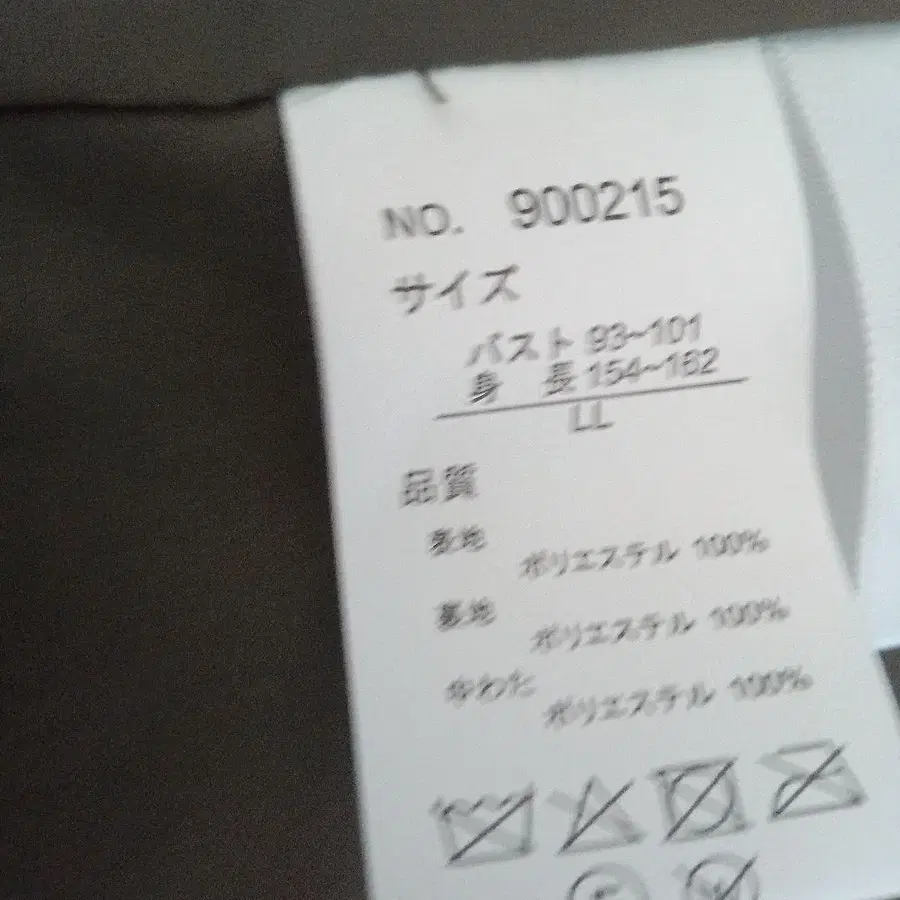 NO. 900215
サイズ
バスト 93~101
身 長 154~162
LL
品質
表地
ポリエステル 100%
裏地
ポリエステル 100%
中わた
ポリエステル 100%